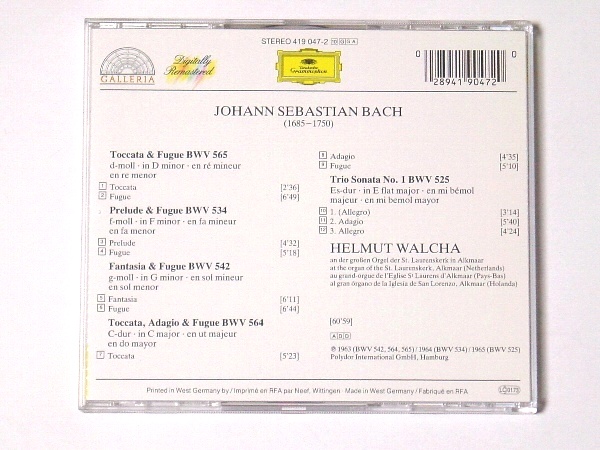 STEREO 419 047-2
GALLERIA
Digitally
Remastered
Deutsche
Grammophon
0 28941 90472 0
JOHANN SEBASTIAN BACH
(1685–1750)
Toccata & Fugue BWV 565
d-moll · in D minor · en ré mineur
en re menor
1 Toccata [2'36]
2 Fugue [6'49]
Prelude & Fugue BWV 534
f-moll · in F minor · en fa mineur
en fa menor
3 Prelude [4'32]
4 Fugue [5'18]
Fantasia & Fugue BWV 542
g-moll · in G minor · en sol mineur
en sol menor
5 Fantasia [6'11]
6 Fugue [6'44]
Toccata, Adagio & Fugue BWV 564
C-dur · in C major · en ut majeur
en do mayor
7 Toccata [5'23]
8 Adagio [4'35]
9 Fugue [5'10]
Trio Sonata No. 1 BWV 525
Es-dur · in E flat major · en mi bémol
majeur · en mi bemol mayor
10 1. (Allegro) [3'14]
11 2. Adagio [5'40]
12 3. Allegro [4'24]
HELMUT WALCHA
an der großen Orgel der St. Laurenskerk in Alkmaar
at the organ of the St. Laurenskerk, Alkmaar (Netherlands)
au grand-orgue de l'Eglise St Laurens d'Alkmaar (Pays-Bas)
al gran órgano de la Iglesia de San Lorenzo, Alkmaar (Holanda)
[60'59]
ADD
℗ 1963 (BWV 542, 564, 565) / 1964 (BWV 534) / 1965 (BWV 525)
Polydor International GmbH, Hamburg
Printed in West Germany by / Imprimé en RFA par Neef, Wittingen · Made in West Germany / Fabriqué en RFA
LC 0173